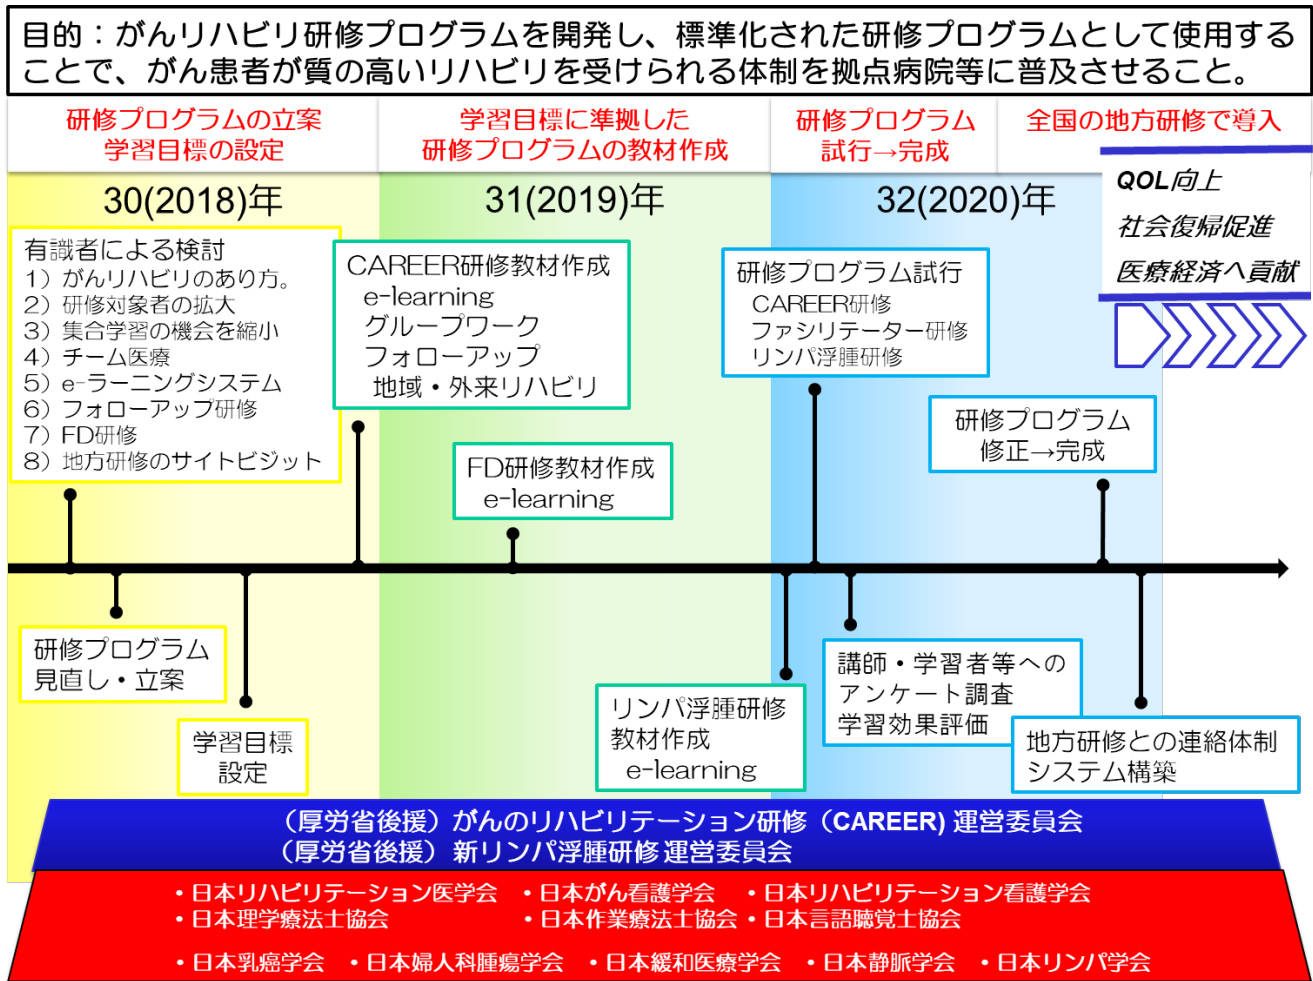 目的：がんリハビリ研修プログラムを開発し、標準化された研修プログラムとして使用する
ことで、がん患者が質の高いリハビリを受けられる体制を拠点病院等に普及させること。
研修プログラムの立案
学習目標の設定
学習目標に準拠した
研修プログラムの教材作成
研修プログラム
試行→完成
全国の地方研修で導入
30(2018)年
31(2019)年
32(2020)年
QOL向上
社会復帰促進
医療経済へ貢献
有識者による検討
1）がんリハビリのあり方。
2）研修対象者の拡大
3）集合学習の機会を縮小
4）チーム医療
5）e-ラーニングシステム
6）フォローアップ研修
7）FD研修
8）地方研修のサイトビジット
CAREER研修教材作成
e-learning
グループワーク
フォローアップ
地域・外来リハビリ
FD研修教材作成
e-learning
研修プログラム試行
CAREER研修
ファシリテーター研修
リンパ浮腫研修
研修プログラム
修正→完成
研修プログラム
見直し・立案
学習目標
設定
リンパ浮腫研修
教材作成
e-learning
講師・学習者等への
アンケート調査
学習効果評価
地方研修との連絡体制
システム構築
（厚労省後援）がんのリハビリテーション研修（CAREER) 運営委員会
（厚労省後援） 新リンパ浮腫研修 運営委員会
・日本リハビリテーション医学会 ・日本がん看護学会 ・日本リハビリテーション看護学会
・日本理学療法士協会 ・日本作業療法士協会 ・日本言語聴覚士協会
・日本乳癌学会 ・日本婦人科腫瘍学会 ・日本緩和医療学会 ・日本静脈学会 ・日本リンパ学会